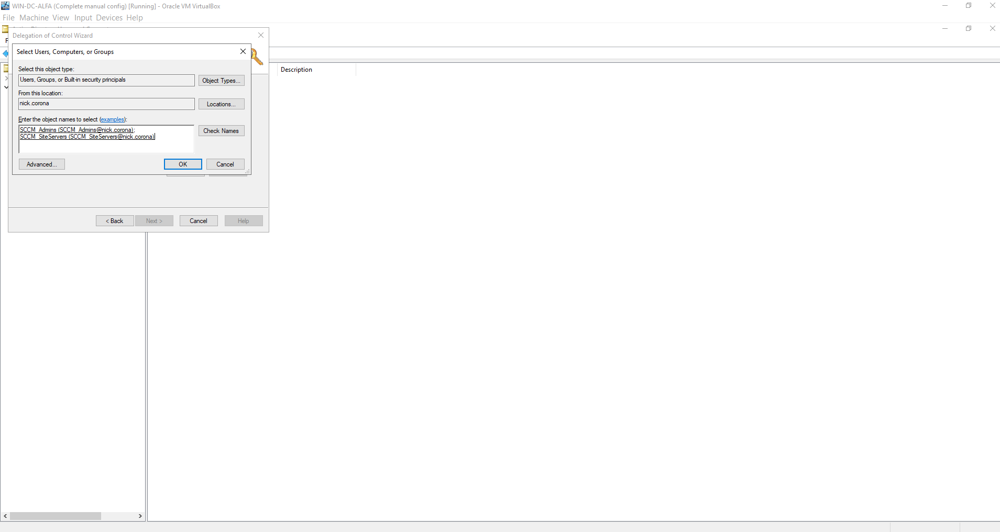 WIN-DC-ALFA (Complete manual config) [Running] - Oracle VM VirtualBox
File Machine View Input Devices Help
Delegation of Control Wizard
F
Select Users, Computers, or Groups
Select this object type:
Users, Groups, or Built-in security principals
Object Types...
From this location:
nick.corona
Locations...
Enter the object names to select (examples):
SCCM_Admins (SCCM_Admins@nick.corona);
SCCM_SiteServers (SCCM_SiteServers@nick.corona)
Check Names
Advanced...
OK
Cancel
< Back
Next >
Cancel
Help
Description